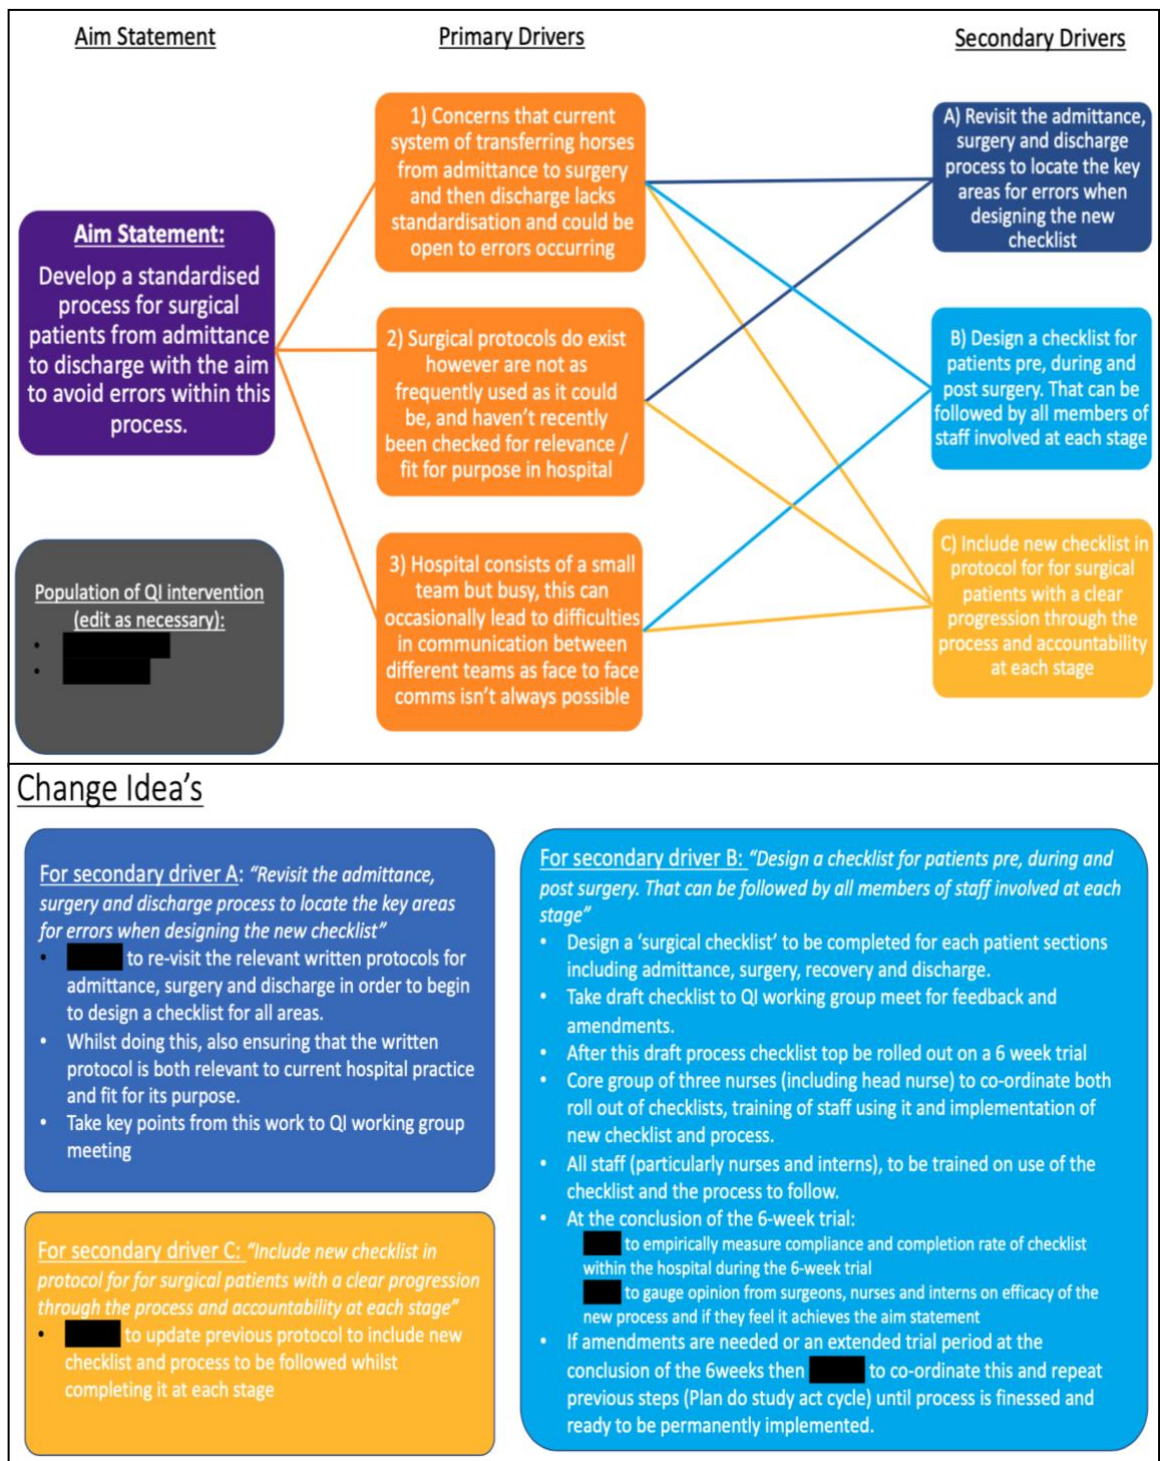 Aim Statement
Primary Drivers
Secondary Drivers
Aim Statement:
Develop a standardised
process for surgical
patients from admittance
to discharge with the aim
to avoid errors within this
process.
Population of QI intervention
(edit as necessary):
•
•
1) Concerns that current
system of transferring horses
from admittance to surgery
and then discharge lacks
standardisation and could be
open to errors occurring
2) Surgical protocols do exist
however are not as
frequently used as it could
be, and haven't recently
been checked for relevance /
fit for purpose in hospital
3) Hospital consists of a small
team but busy, this can
occasionally lead to difficulties
in communication between
different teams as face to face
comms isn't always possible
A) Revisit the admittance,
surgery and discharge
process to locate the key
areas for errors when
designing the new
checklist
B) Design a checklist for
patients pre, during and
post surgery. That can be
followed by all members of
staff involved at each stage
C) Include new checklist in
protocol for for surgical
patients with a clear
progression through the
process and accountability
at each stage
Change Idea's
For secondary driver A: "Revisit the admittance,
surgery and discharge process to locate the key areas
for errors when designing the new checklist"
• to re-visit the relevant written protocols for
admittance, surgery and discharge in order to begin
to design a checklist for all areas.
• Whilst doing this, also ensuring that the written
protocol is both relevant to current hospital practice
and fit for its purpose.
• Take key points from this work to QI working group
meeting
For secondary driver C: "Include new checklist in
protocol for for surgical patients with a clear progression
through the process and accountability at each stage"
• to update previous protocol to include new
checklist and process to be followed whilst
completing it at each stage
For secondary driver B: "Design a checklist for patients pre, during and
post surgery. That can be followed by all members of staff involved at each
stage"
• Design a 'surgical checklist' to be completed for each patient sections
including admittance, surgery, recovery and discharge.
• Take draft checklist to QI working group meet for feedback and
amendments.
• After this draft process checklist top be rolled out on a 6 week trial
• Core group of three nurses (including head nurse) to co-ordinate both
roll out of checklists, training of staff using it and implementation of
new checklist and process.
• All staff (particularly nurses and interns), to be trained on use of the
checklist and the process to follow.
• At the conclusion of the 6-week trial:
to empirically measure compliance and completion rate of checklist
within the hospital during the 6-week trial
to gauge opinion from surgeons, nurses and interns on efficacy of the
new process and if they feel it achieves the aim statement
• If amendments are needed or an extended trial period at the
conclusion of the 6weeks then to co-ordinate this and repeat
previous steps (Plan do study act cycle) until process is finessed and
ready to be permanently implemented.